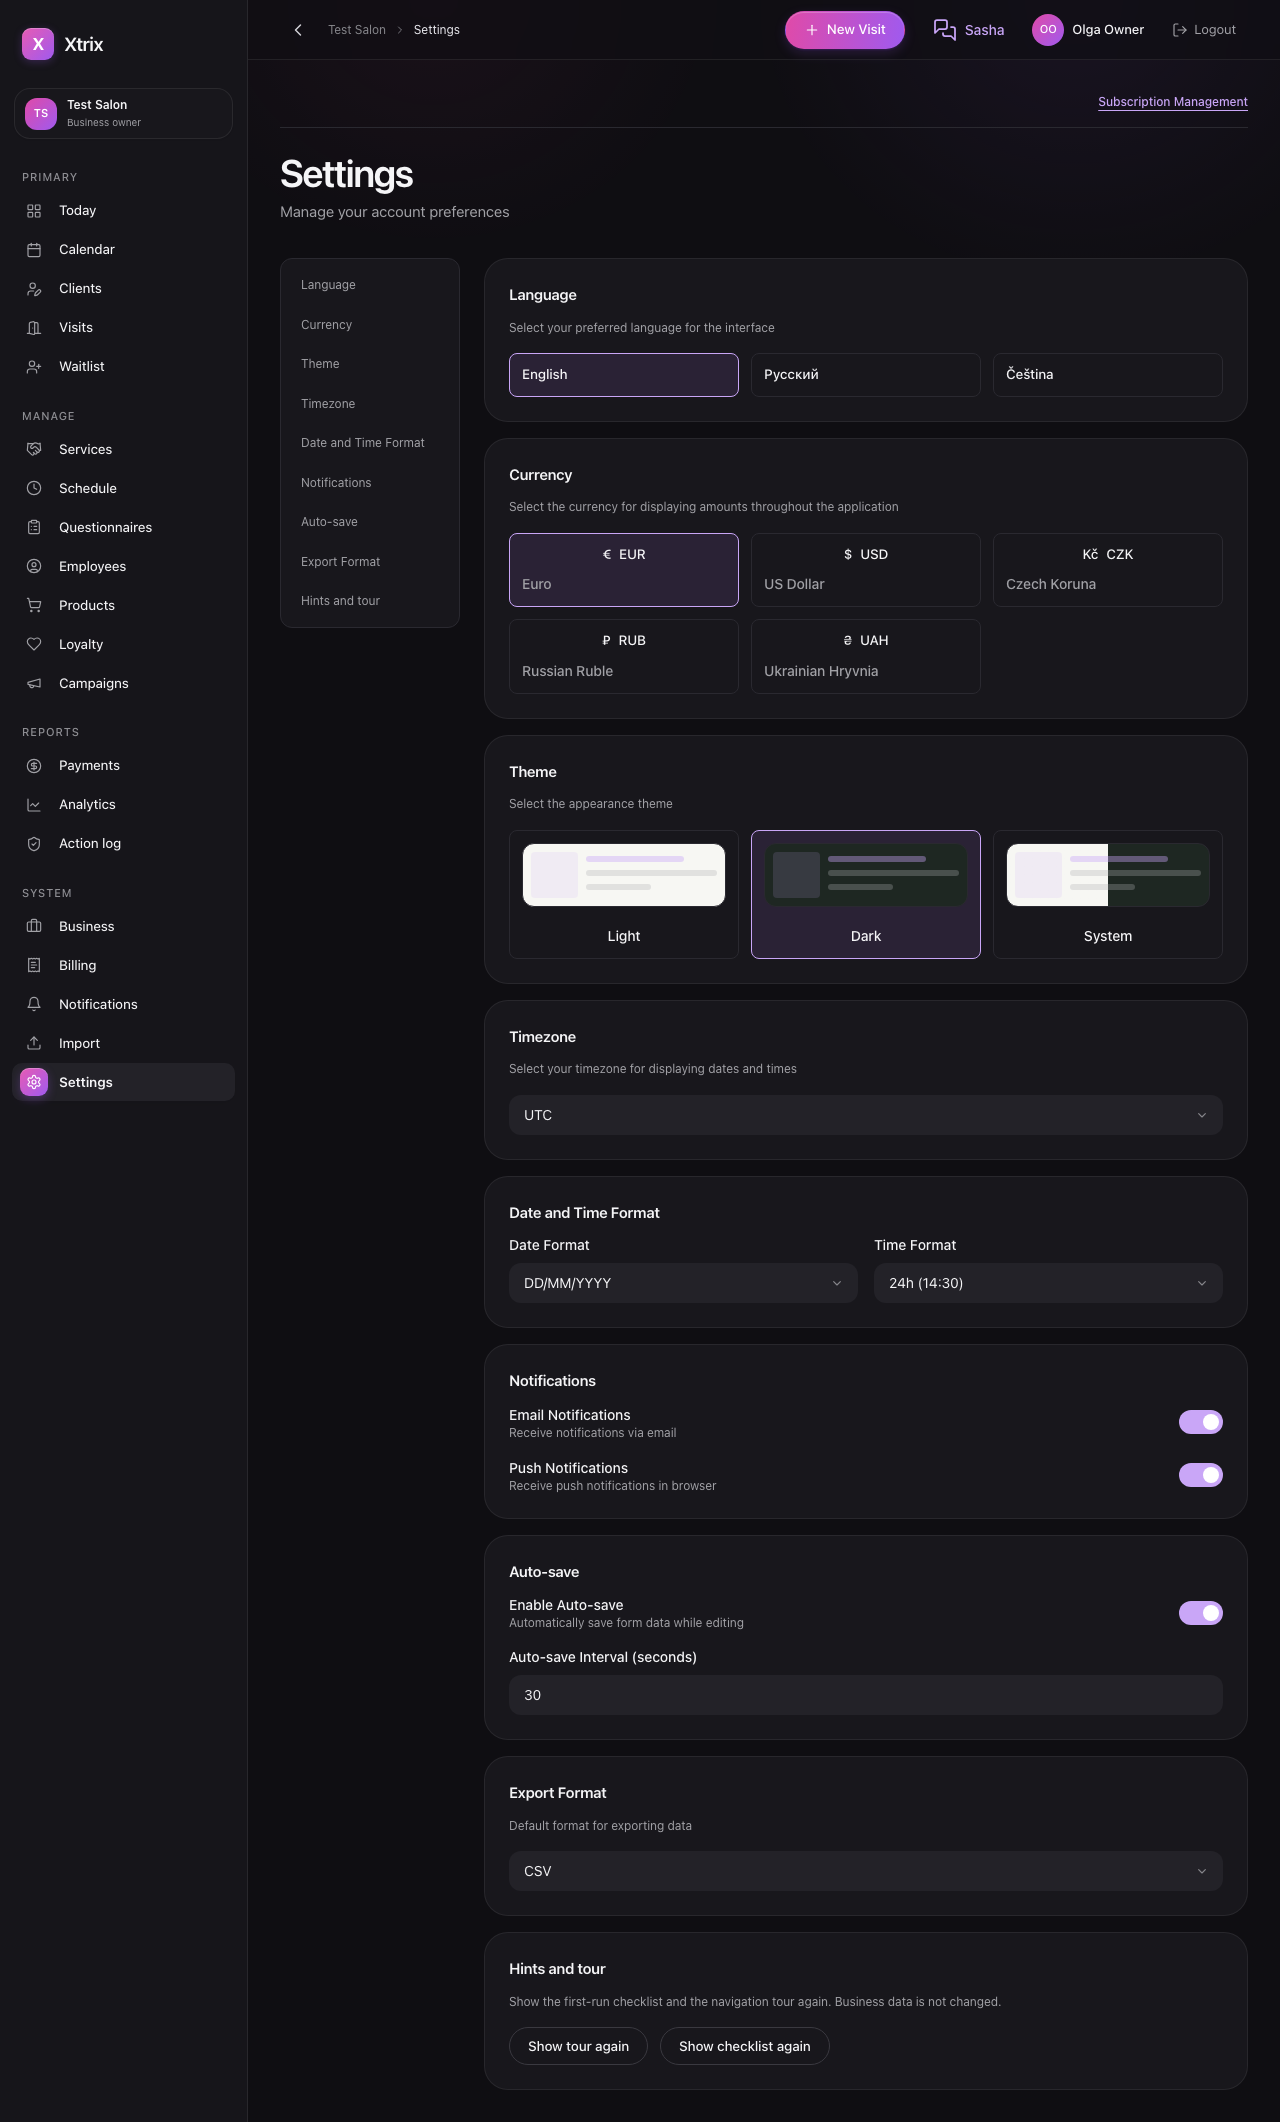 X Xtrix
TS Test Salon
Business owner
PRIMARY
Today
Calendar
Clients
Visits
Waitlist
MANAGE
Services
Schedule
Questionnaires
Employees
Products
Loyalty
Campaigns
REPORTS
Payments
Analytics
Action log
SYSTEM
Business
Billing
Notifications
Import
Settings
Test Salon > Settings
+ New Visit
Sasha
OO Olga Owner
Logout
Subscription Management
Settings
Manage your account preferences
Language
Currency
Theme
Timezone
Date and Time Format
Notifications
Auto-save
Export Format
Hints and tour
Language
Select your preferred language for the interface
English
Русский
Čeština
Currency
Select the currency for displaying amounts throughout the application
€ EUR
Euro
$ USD
US Dollar
Kč CZK
Czech Koruna
₽ RUB
Russian Ruble
₴ UAH
Ukrainian Hryvnia
Theme
Select the appearance theme
Light
Dark
System
Timezone
Select your timezone for displaying dates and times
UTC
Date and Time Format
Date Format
DD/MM/YYYY
Time Format
24h (14:30)
Notifications
Email Notifications
Receive notifications via email
Push Notifications
Receive push notifications in browser
Auto-save
Enable Auto-save
Automatically save form data while editing
Auto-save Interval (seconds)
30
Export Format
Default format for exporting data
CSV
Hints and tour
Show the first-run checklist and the navigation tour again. Business data is not changed.
Show tour again
Show checklist again